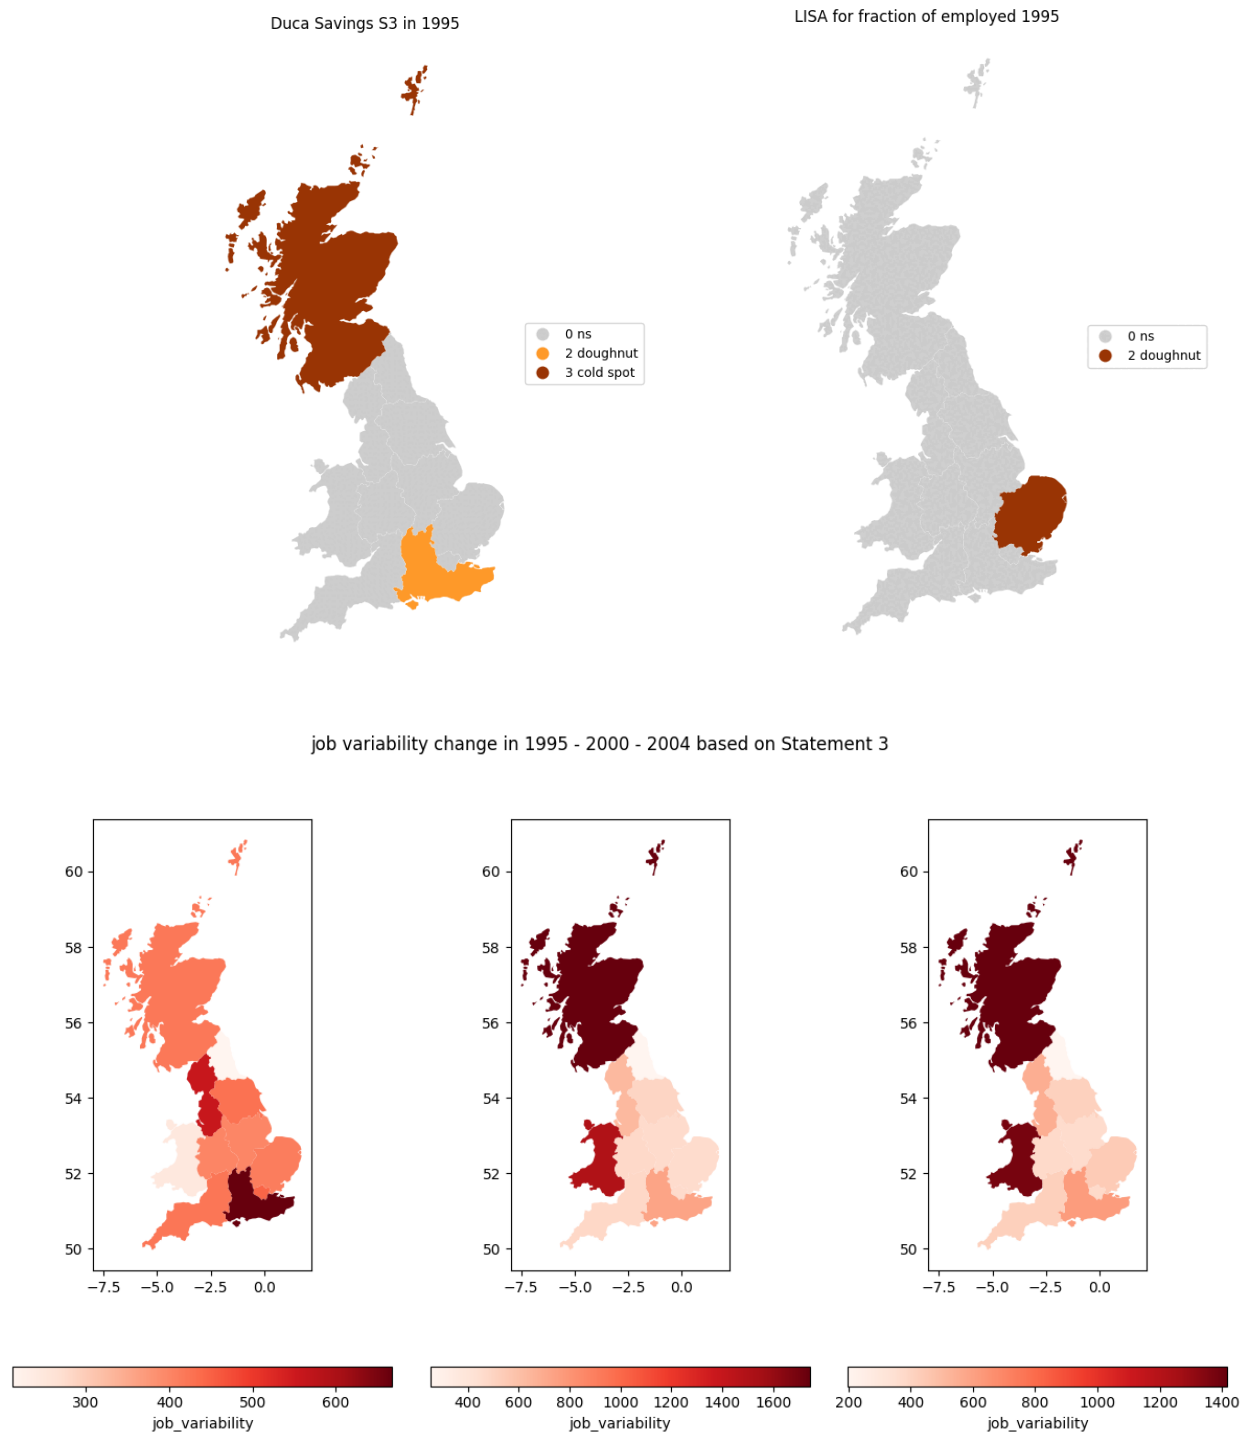 Duca Savings S3 in 1995
0 ns
2 doughnut
3 cold spot
LISA for fraction of employed 1995
0 ns
2 doughnut
job variability change in 1995 - 2000 - 2004 based on Statement 3
60
58
56
54
52
50
−7.5 −5.0 −2.5 0.0
300 400 500 600
job_variability
60
58
56
54
52
50
−7.5 −5.0 −2.5 0.0
400 600 800 1000 1200 1400 1600
job_variability
60
58
56
54
52
50
−7.5 −5.0 −2.5 0.0
200 400 600 800 1000 1200 1400
job_variability